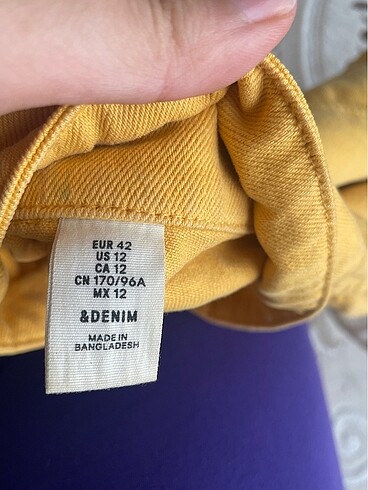 EUR 42
US 12
CA 12
CN 170/96A
MX 12
&DENIM
MADE IN
BANGLADESH